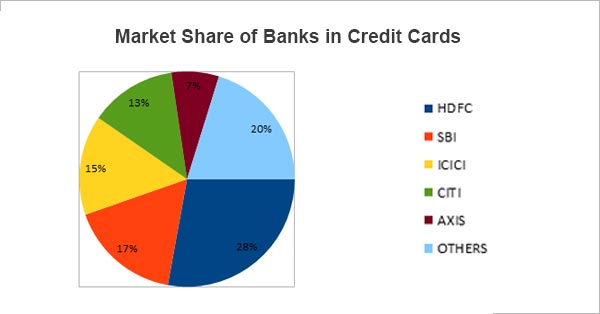 Market Share of Banks in Credit Cards
7%
13%
20%
15%
17%
28%
HDFC
SBI
ICICI
CITI
AXIS
OTHERS